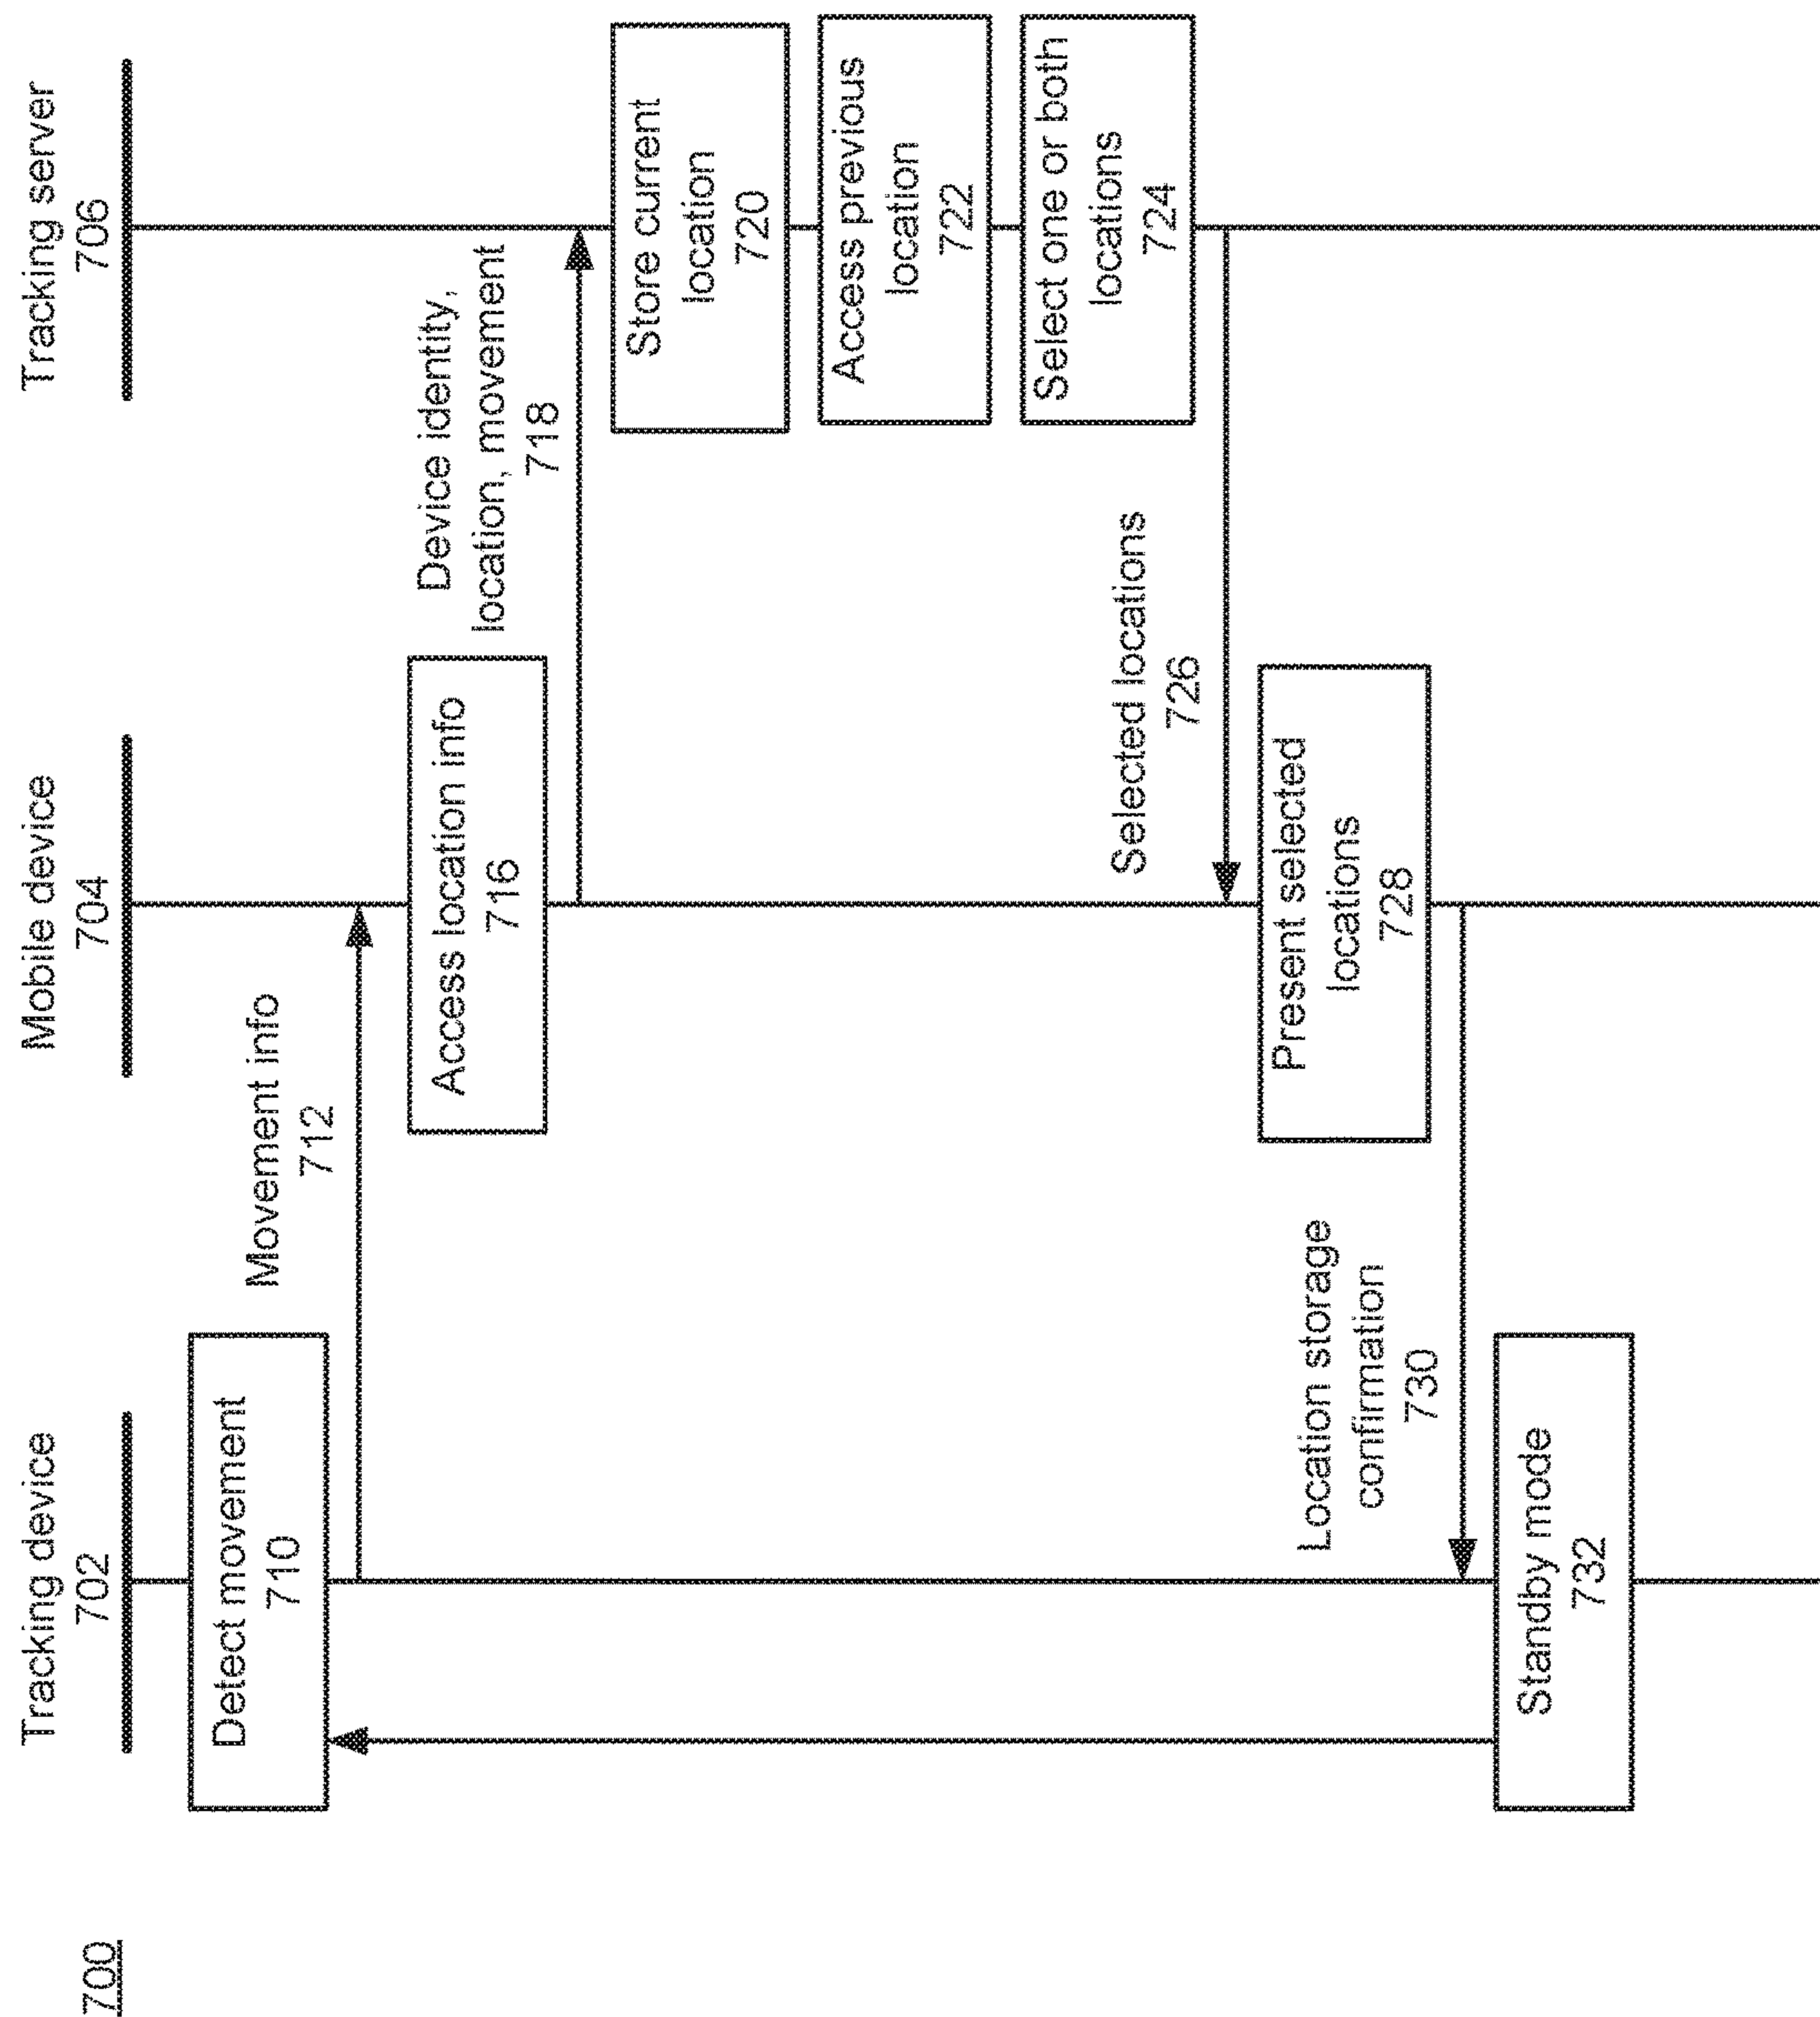 700
Tracking device
702
Mobile device
704
Tracking server
706
Detect movement
710
Movement info
712
Access location info
716
Device identity,
location, movement
718
Store current
location
720
Access previous
location
722
Select one or both
locations
724
Selected locations
726
Present selected
locations
728
Location storage
confirmation
730
Standby mode
732